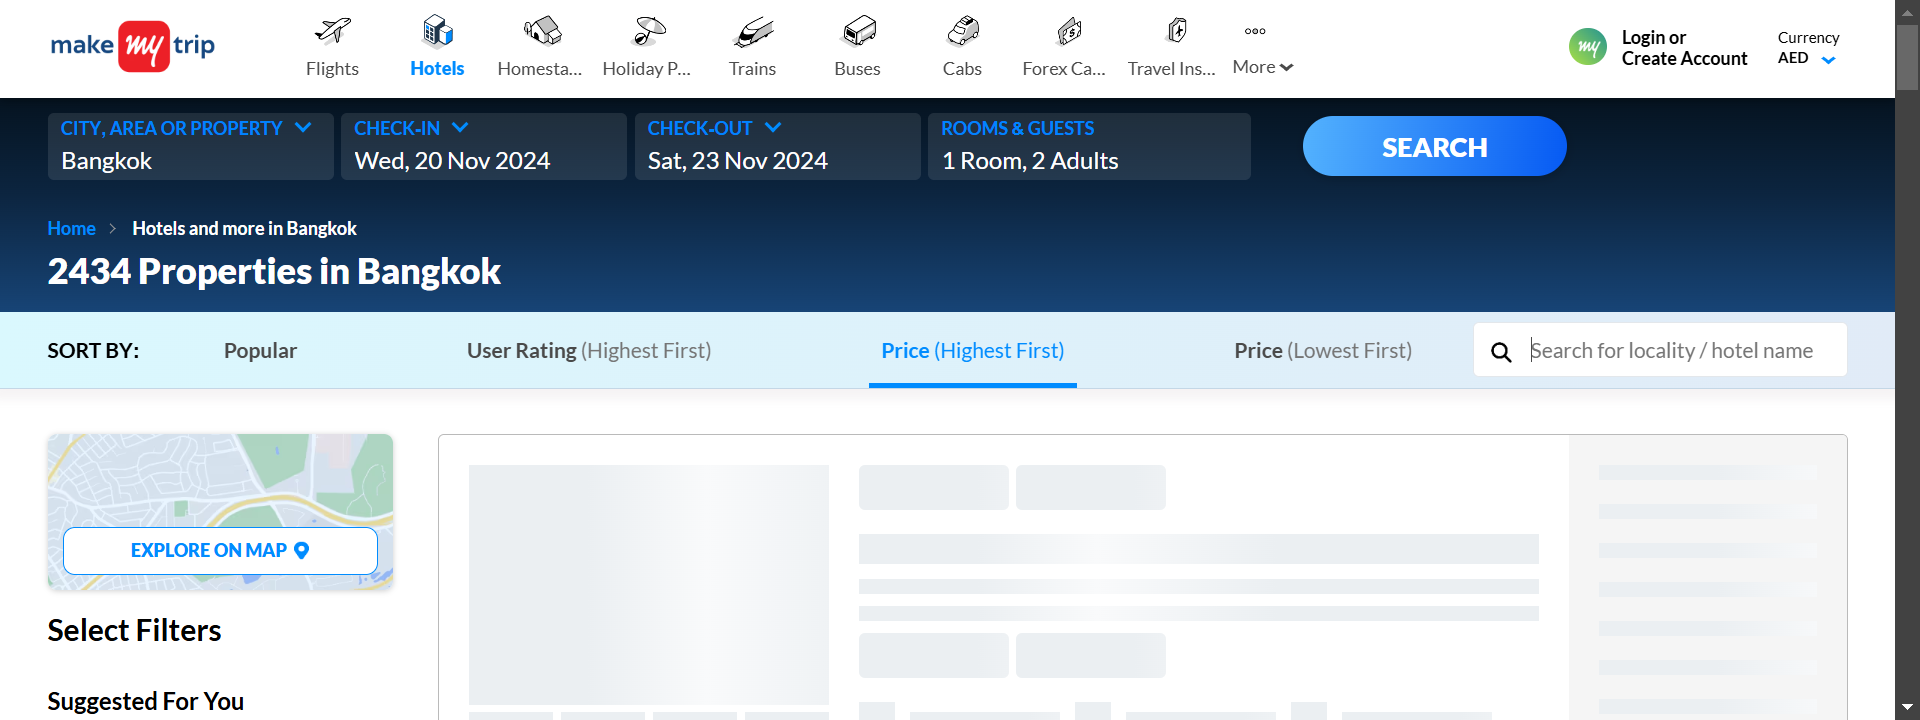 make my trip
Flights
Hotels
Homesta...
Holiday P...
Trains
Buses
Cabs
Forex Ca...
Travel Ins...
More
my
Login or
Create Account
Currency
AED
CITY, AREA OR PROPERTY
Bangkok
CHECK-IN
Wed, 20 Nov 2024
CHECK-OUT
Sat, 23 Nov 2024
ROOMS & GUESTS
1 Room, 2 Adults
SEARCH
Home > Hotels and more in Bangkok
2434 Properties in Bangkok
SORT BY:
Popular
User Rating (Highest First)
Price (Highest First)
Price (Lowest First)
Search for locality / hotel name
EXPLORE ON MAP
Select Filters
Suggested For You